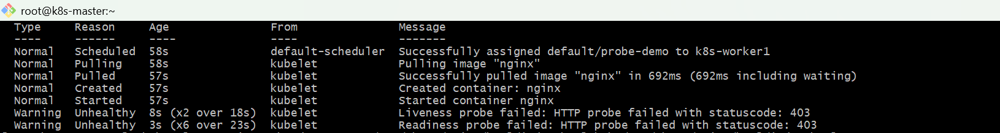 root@k8s-master:~
Type Reason Age From Message
---- ------ ---- ---- -------
Normal Scheduled 58s default-scheduler Successfully assigned default/probe-demo to k8s-worker1
Normal Pulling 58s kubelet Pulling image "nginx"
Normal Pulled 57s kubelet Successfully pulled image "nginx" in 692ms (692ms including waiting)
Normal Created 57s kubelet Created container: nginx
Normal Started 57s kubelet Started container nginx
Warning Unhealthy 8s (x2 over 18s) kubelet Liveness probe failed: HTTP probe failed with statuscode: 403
Warning Unhealthy 3s (x6 over 23s) kubelet Readiness probe failed: HTTP probe failed with statuscode: 403